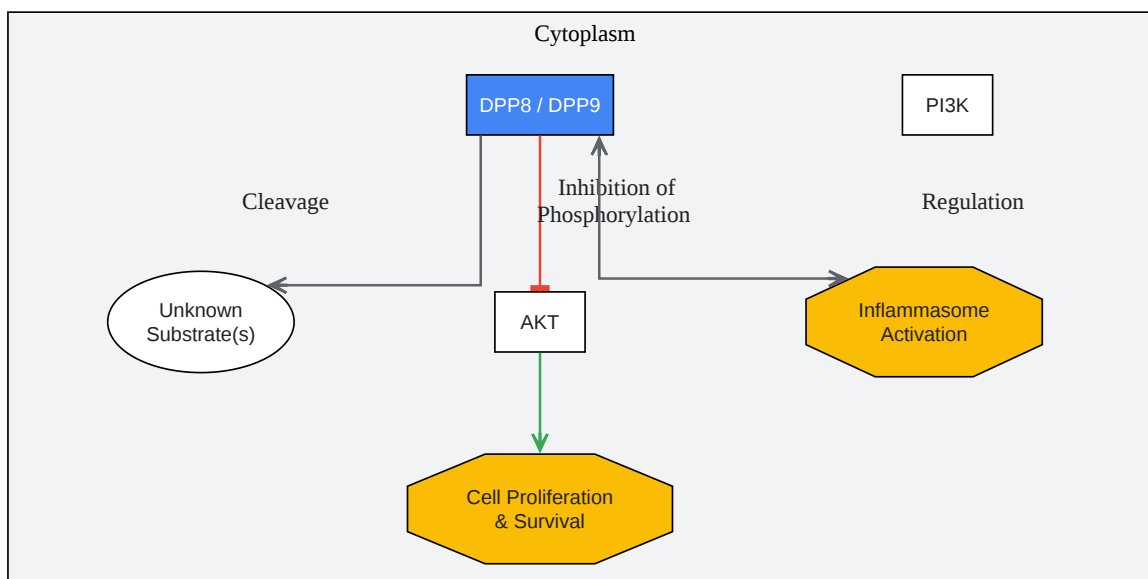 Cytoplasm
DPP8 / DPP9
PI3K
Cleavage
Inhibition of
Phosphorylation
Regulation
Unknown
Substrate(s)
AKT
Inflammasome
Activation
Cell Proliferation
& Survival